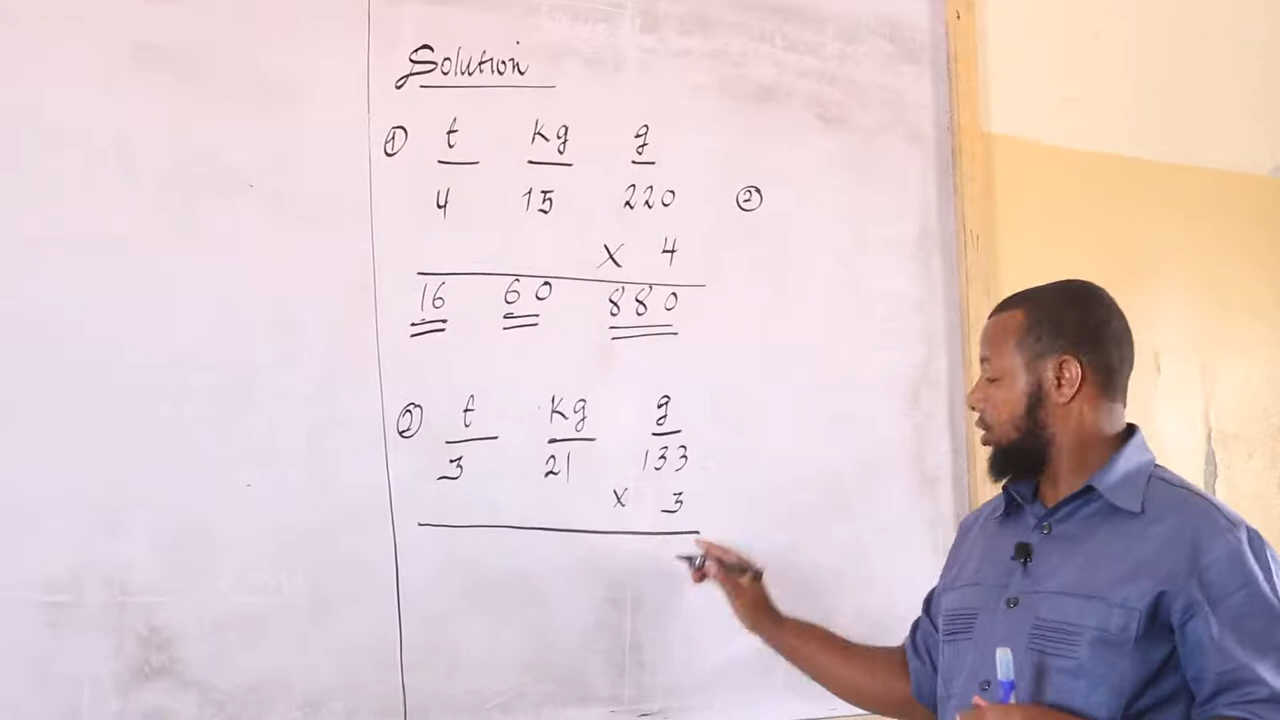 Solution
① t kg g
4 15 220 ②
x 4
16 60 880
② t kg g
3 21 133
x 3